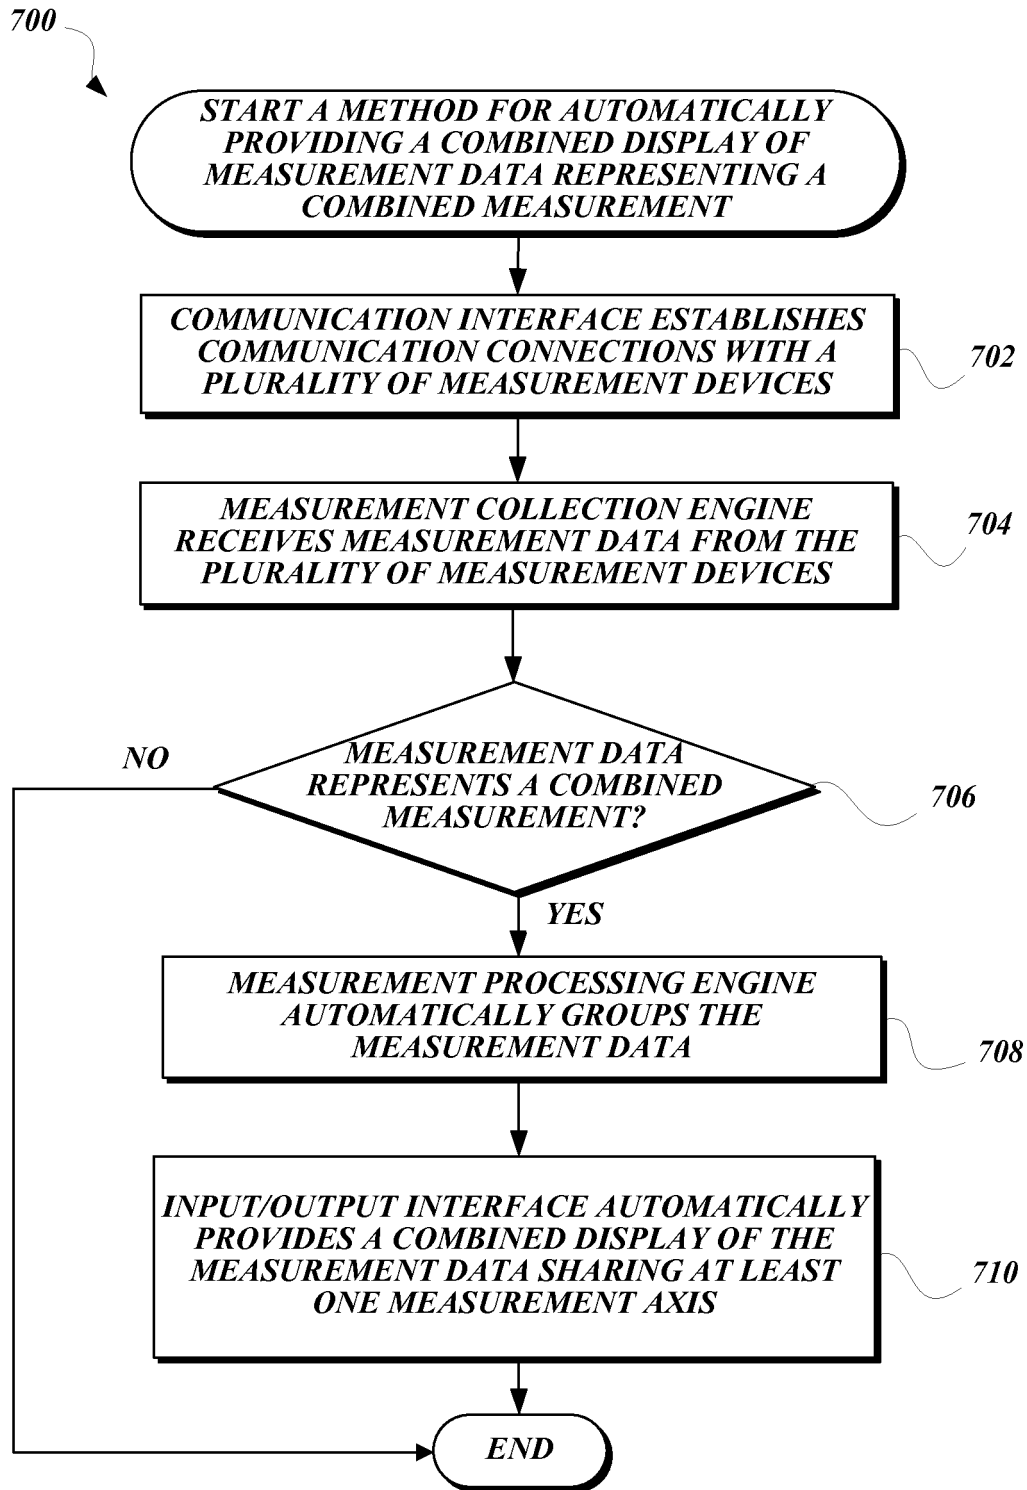 700
START A METHOD FOR AUTOMATICALLY
PROVIDING A COMBINED DISPLAY OF
MEASUREMENT DATA REPRESENTING A
COMBINED MEASUREMENT
COMMUNICATION INTERFACE ESTABLISHES
COMMUNICATION CONNECTIONS WITH A
PLURALITY OF MEASUREMENT DEVICES
702
MEASUREMENT COLLECTION ENGINE
RECEIVES MEASUREMENT DATA FROM THE
PLURALITY OF MEASUREMENT DEVICES
704
MEASUREMENT DATA
REPRESENTS A COMBINED
MEASUREMENT?
706
NO
YES
MEASUREMENT PROCESSING ENGINE
AUTOMATICALLY GROUPS THE
MEASUREMENT DATA
708
INPUT/OUTPUT INTERFACE AUTOMATICALLY
PROVIDES A COMBINED DISPLAY OF THE
MEASUREMENT DATA SHARING AT LEAST
ONE MEASUREMENT AXIS
710
END